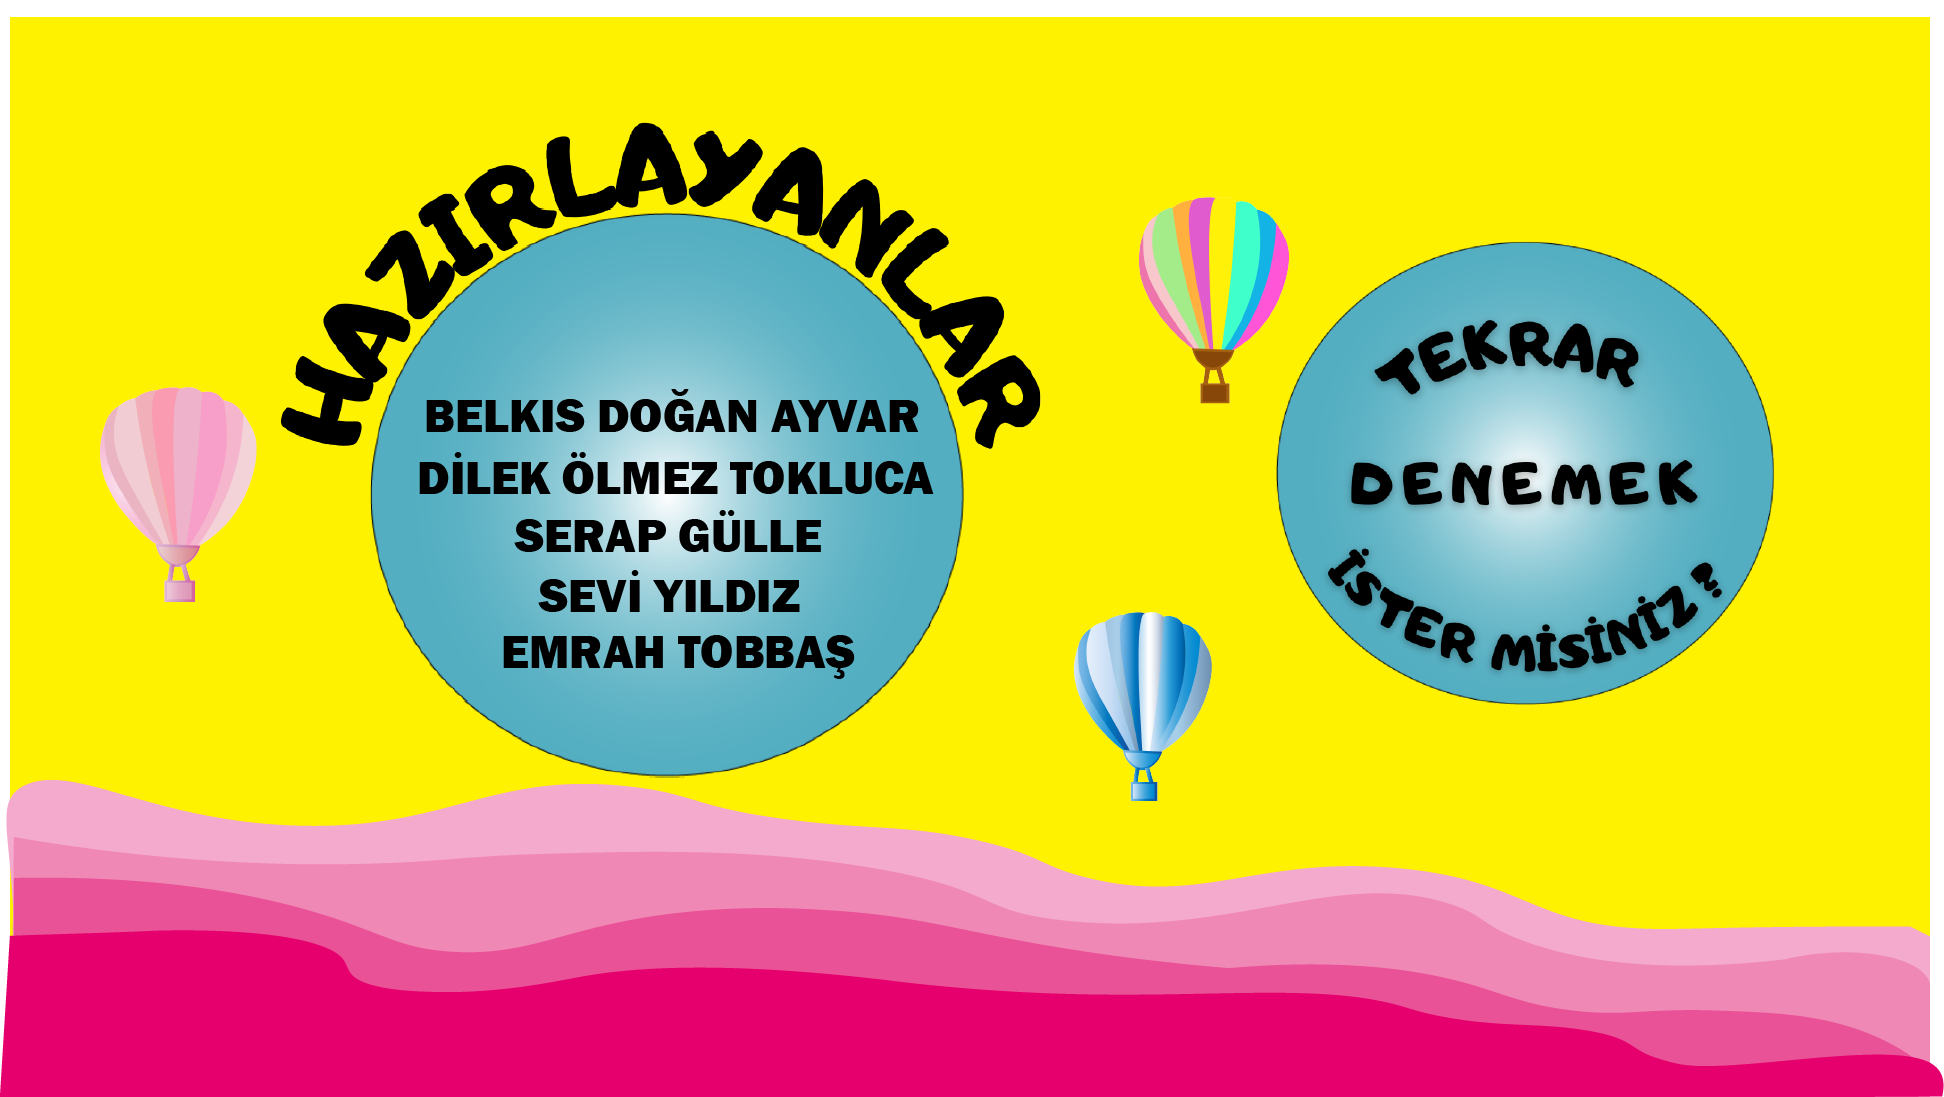 HAZIRLAYANLAR
BELKIS DOĞAN AYVAR
DİLEK ÖLMEZ TOKLUCA
SERAP GÜLLE
SEVİ YILDIZ
EMRAH TOBBAŞ
TEKRAR
DENEMEK
İSTER MİSİNİZ ?